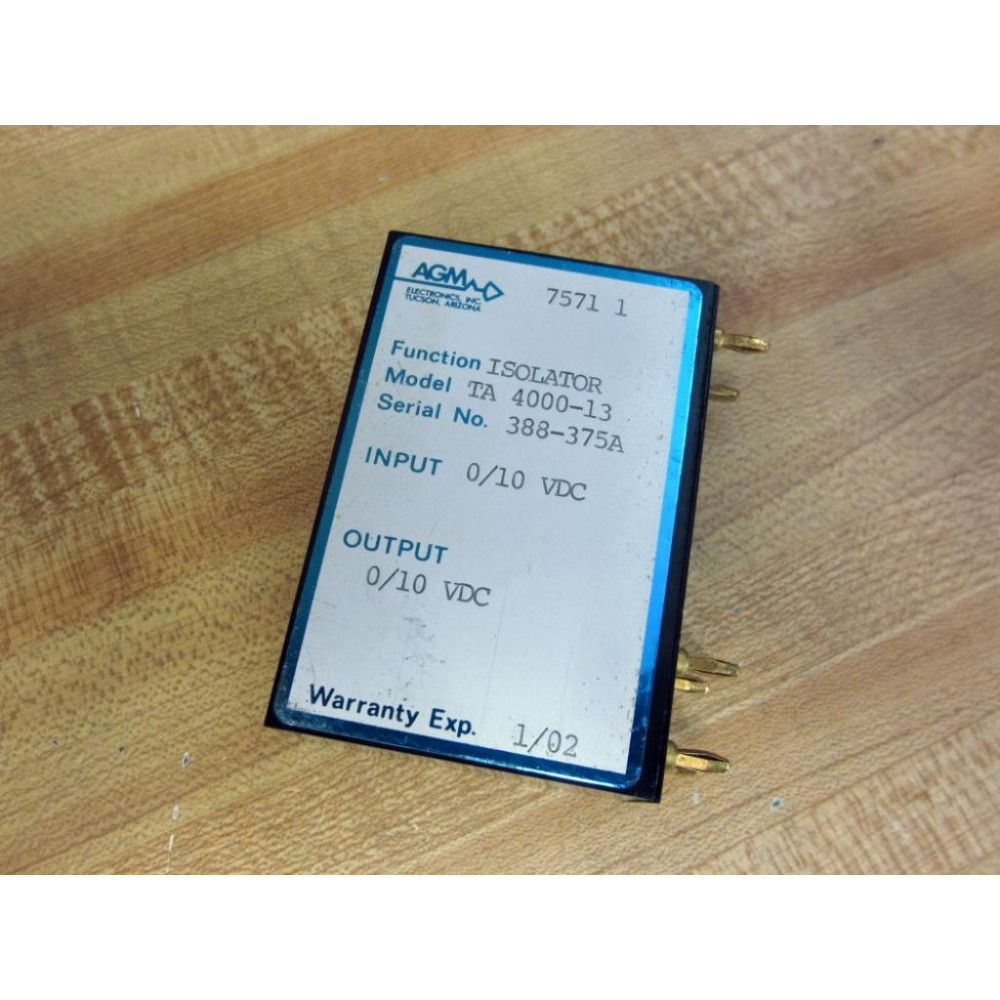 AGM
ELECTRONICS, INC
TUCSON, ARIZONA
7571 1
Function ISOLATOR
Model TA 4000-13
Serial No. 388-375A
INPUT 0/10 VDC
OUTPUT
0/10 VDC
Warranty Exp. 1/02